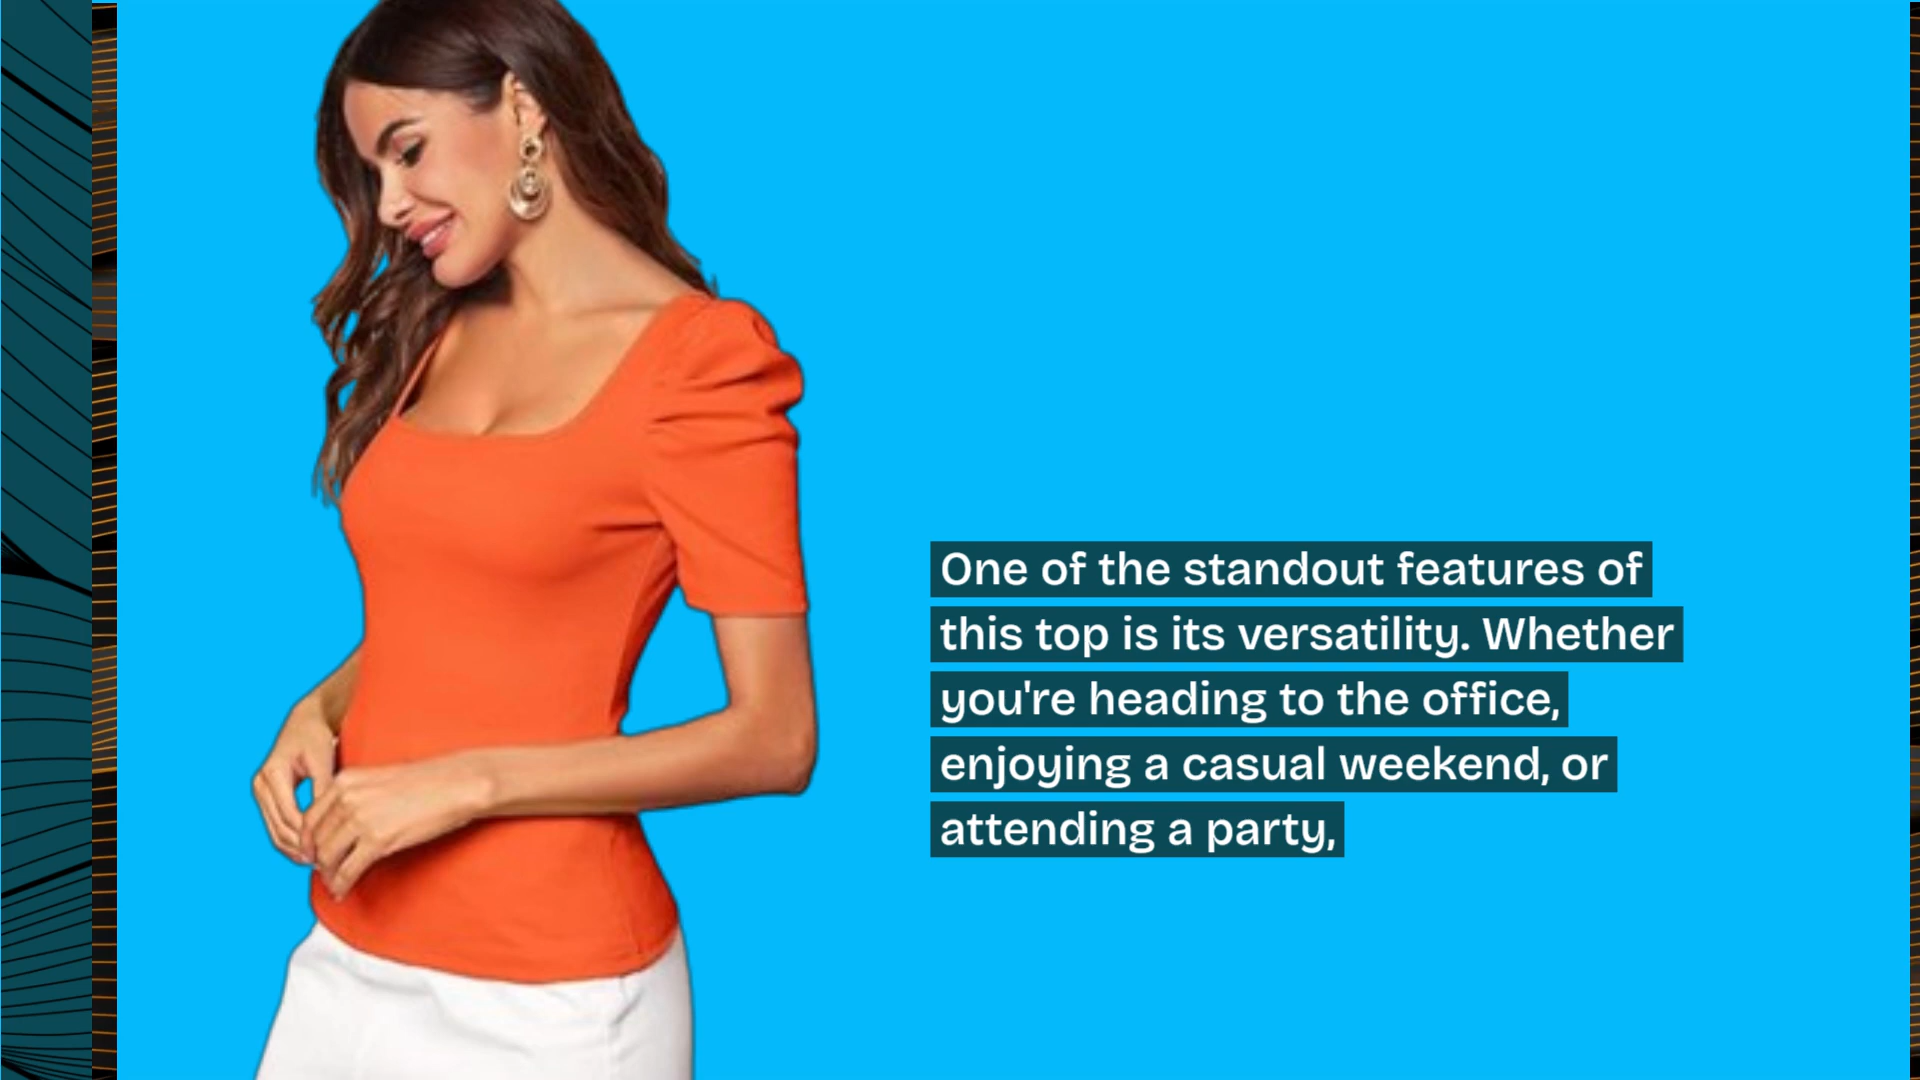 One of the standout features of
this top is its versatility. Whether
you're heading to the office,
enjoying a casual weekend, or
attending a party,